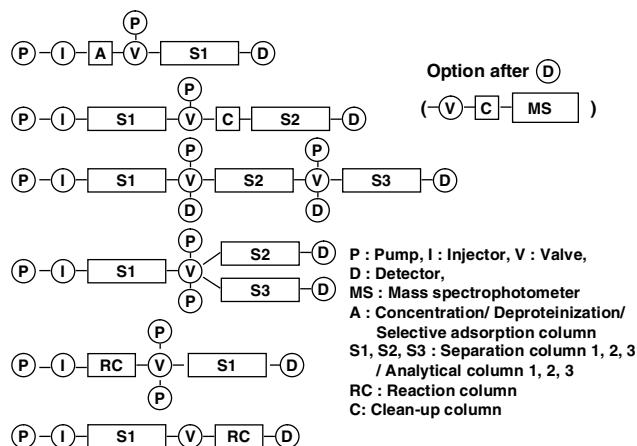 P
P I A V S1 D
Option after D
( V C MS )
P
P I S1 V C S2 D
P P
P I S1 V S2 V S3 D
D D
P S2 D
P I S1 V
P S3 D
P : Pump, I : Injector, V : Valve,
D : Detector,
MS : Mass spectrophotometer
A : Concentration/ Deproteinization/
Selective adsorption column
S1, S2, S3 : Separation column 1, 2, 3
/ Analytical column 1, 2, 3
RC : Reaction column
C: Clean-up column
P
P I RC V S1 D
P
P I S1 V RC D